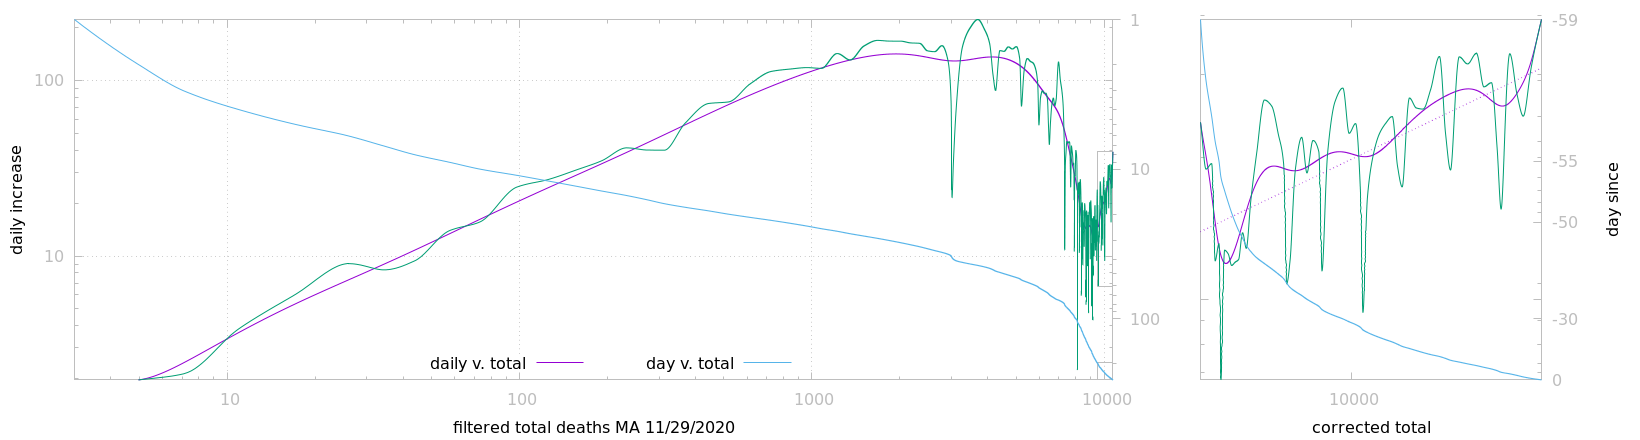 daily increase
100
10
10
100
1000
10000
filtered total deaths MA 11/29/2020
daily v. total
day v. total
1
10
100
10000
corrected total
-59
-55
-50
-30
0
day since